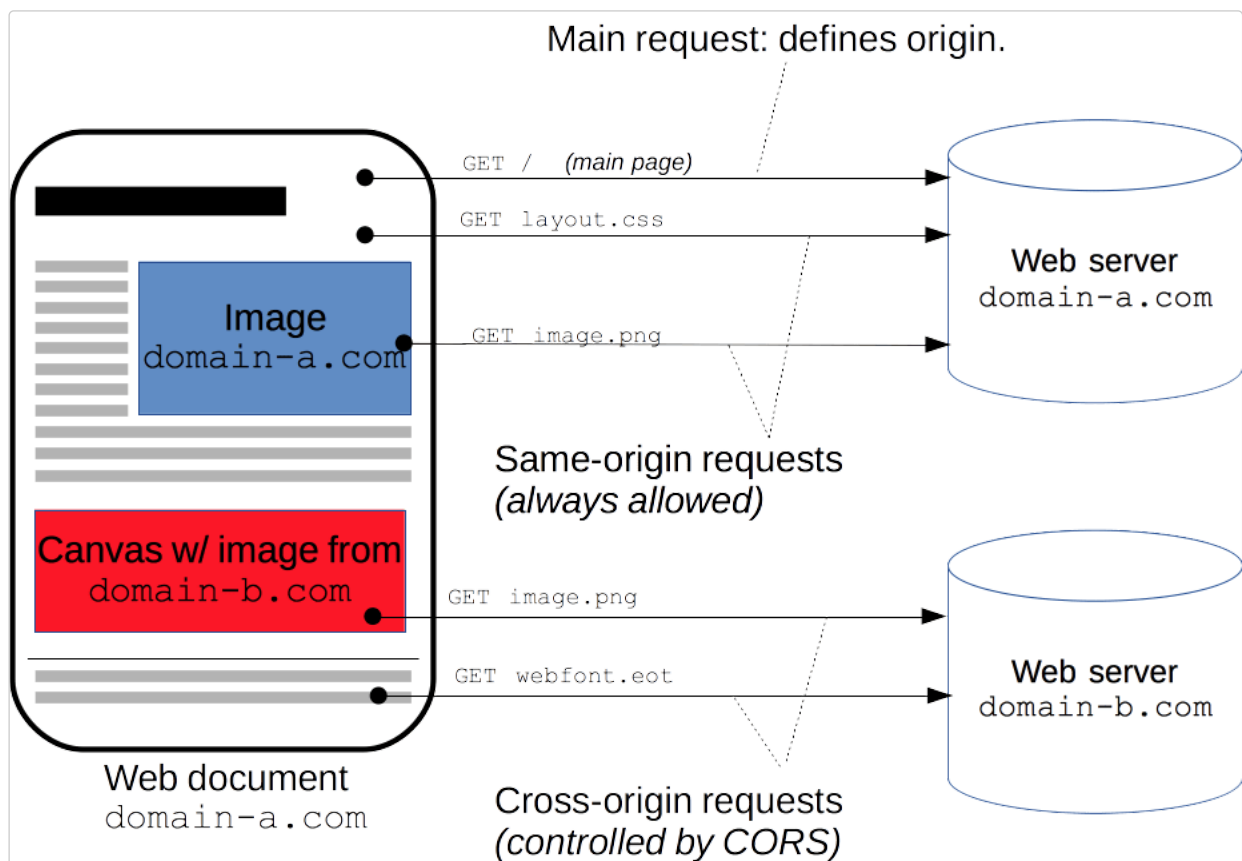 Main request: defines origin.
GET / (main page)
GET layout.css
Image
domain-a.com
GET image.png
Web server
domain-a.com
Same-origin requests
(always allowed)
Canvas w/ image from
domain-b.com
GET image.png
GET webfont.eot
Web server
domain-b.com
Web document
domain-a.com
Cross-origin requests
(controlled by CORS)